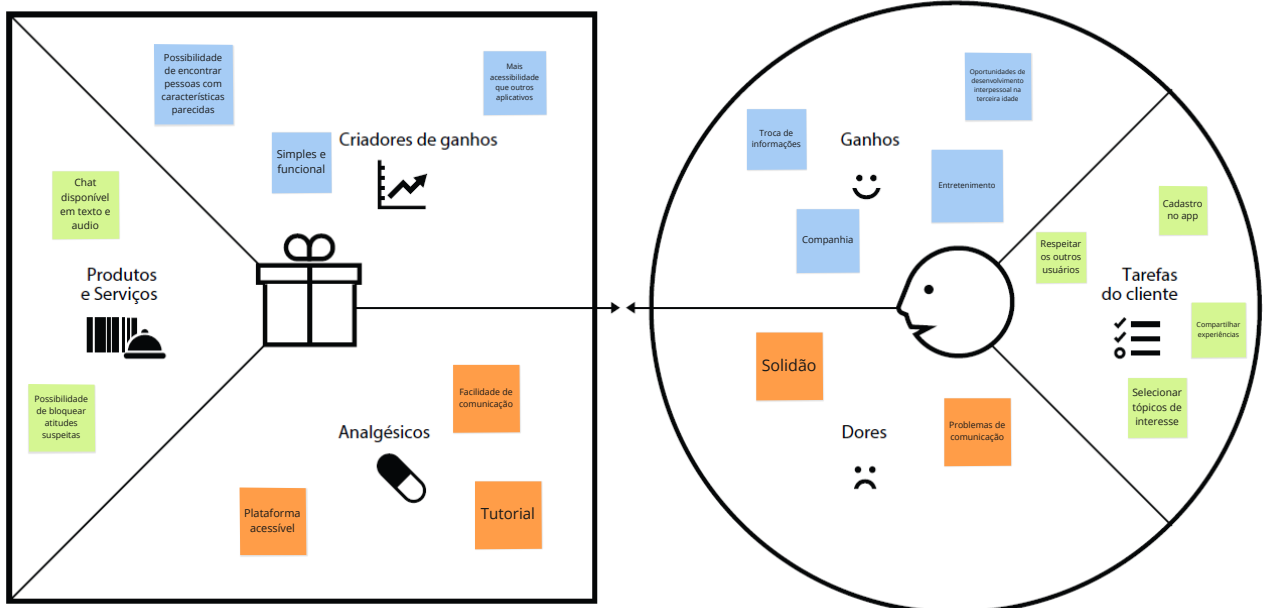 Possibilidade
de encontrar
pessoas com
características
parecidas
Mais
acessibilidade
que outros
aplicativos
Simples e
funcional
Criadores de ganhos
Chat
disponível
em texto e
audio
Produtos
e Serviços
Possibilidade
de bloquear
atitudes
suspeitas
Facilidade de
comunicação
Analgésicos
Plataforma
acessível
Tutorial
Oportunidades de
desenvolvimento
interpessoal na
terceira idade
Troca de
informações
Ganhos
Entretenimento
Companhia
Cadastro
no app
Respeitar
os outros
usuários
Tarefas
do cliente
Compartilhar
experiências
Selecionar
tópicos de
interesse
Solidão
Problemas de
comunicação
Dores